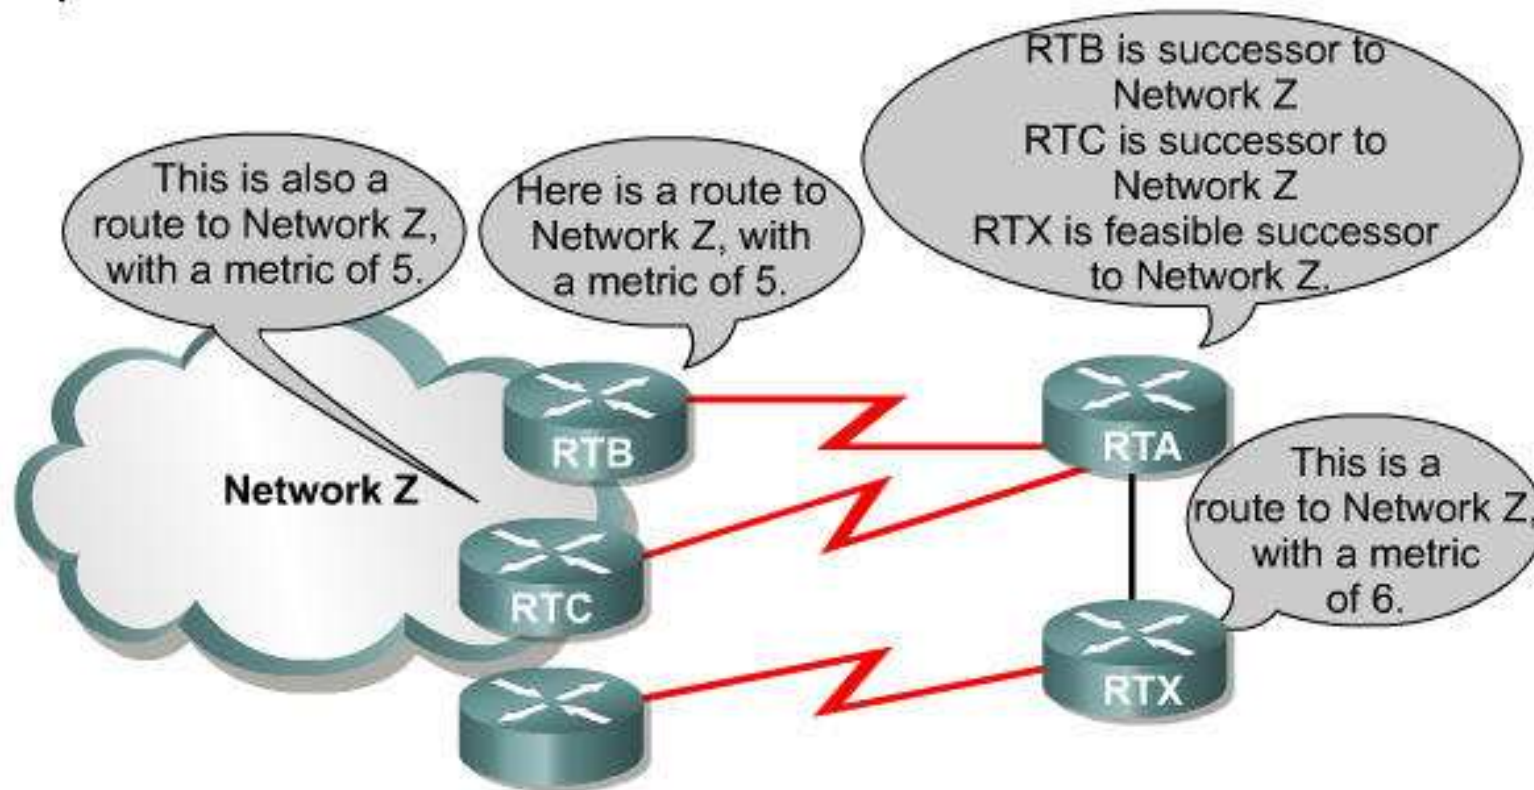 This is also a
route to Network Z,
with a metric of 5.
Here is a route to
Network Z, with
a metric of 5.
RTB is successor to
Network Z
RTC is successor to
Network Z
RTX is feasible successor
to Network Z.
RTB
RTA
Network Z
This is a
route to Network Z,
with a metric
of 6.
RTC
RTX